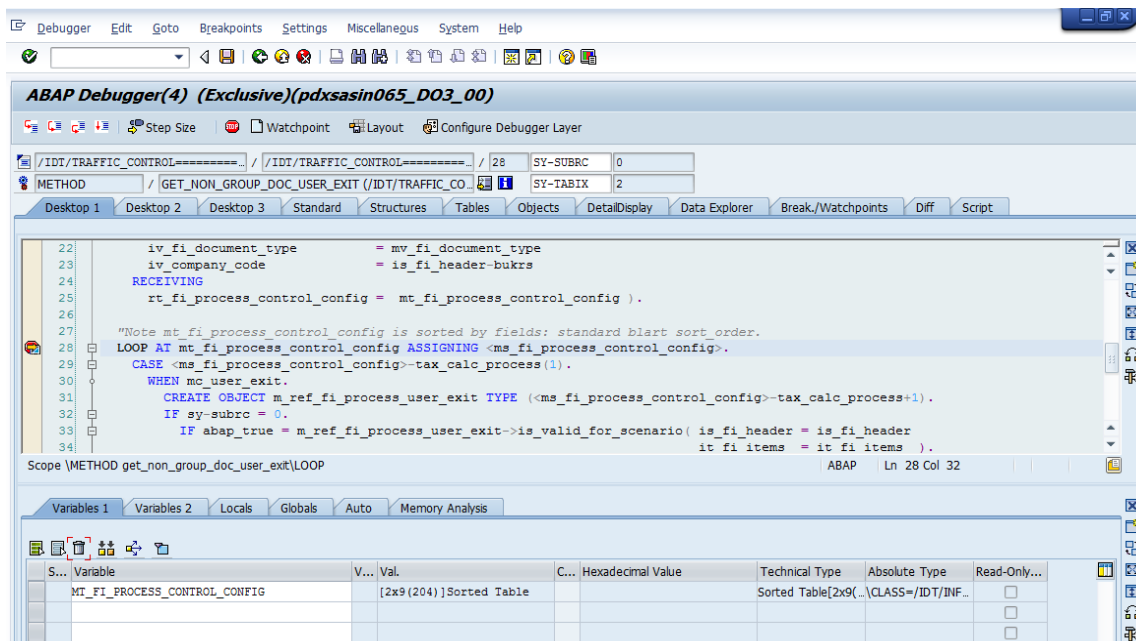 Debugger Edit Goto Breakpoints Settings Miscellaneous System Help
ABAP Debugger(4) (Exclusive)(pdxsasin065_DO3_00)
Step Size Watchpoint Layout Configure Debugger Layer
/IDT/TRAFFIC_CONTROL=========… / /IDT/TRAFFIC_CONTROL=========… / 28 SY-SUBRC 0
METHOD / GET_NON_GROUP_DOC_USER_EXIT (/IDT/TRAFFIC_CO… SY-TABIX 2
Desktop 1 Desktop 2 Desktop 3 Standard Structures Tables Objects DetailDisplay Data Explorer Break./Watchpoints Diff Script
22 iv_fi_document_type = mv_fi_document_type
23 iv_company_code = is_fi_header-bukrs
24 RECEIVING
25 rt_fi_process_control_config = mt_fi_process_control_config ).
26
27 "Note mt_fi_process_control_config is sorted by fields: standard blart sort_order.
28 LOOP AT mt_fi_process_control_config ASSIGNING <ms_fi_process_control_config>.
29 CASE <ms_fi_process_control_config>-tax_calc_process(1).
30 WHEN mc_user_exit.
31 CREATE OBJECT m_ref_fi_process_user_exit TYPE (<ms_fi_process_control_config>-tax_calc_process+1).
32 IF sy-subrc = 0.
33 IF abap_true = m_ref_fi_process_user_exit->is_valid_for_scenario( is_fi_header = is_fi_header
34 it_fi_items = it_fi_items ).
Scope \METHOD get_non_group_doc_user_exit\LOOP ABAP Ln 28 Col 32
Variables 1 Variables 2 Locals Globals Auto Memory Analysis
S... Variable V... Val. C... Hexadecimal Value Technical Type Absolute Type Read-Only...
MT_FI_PROCESS_CONTROL_CONFIG [2x9(204)]Sorted Table Sorted Table[2x9(… \CLASS=/IDT/INF…